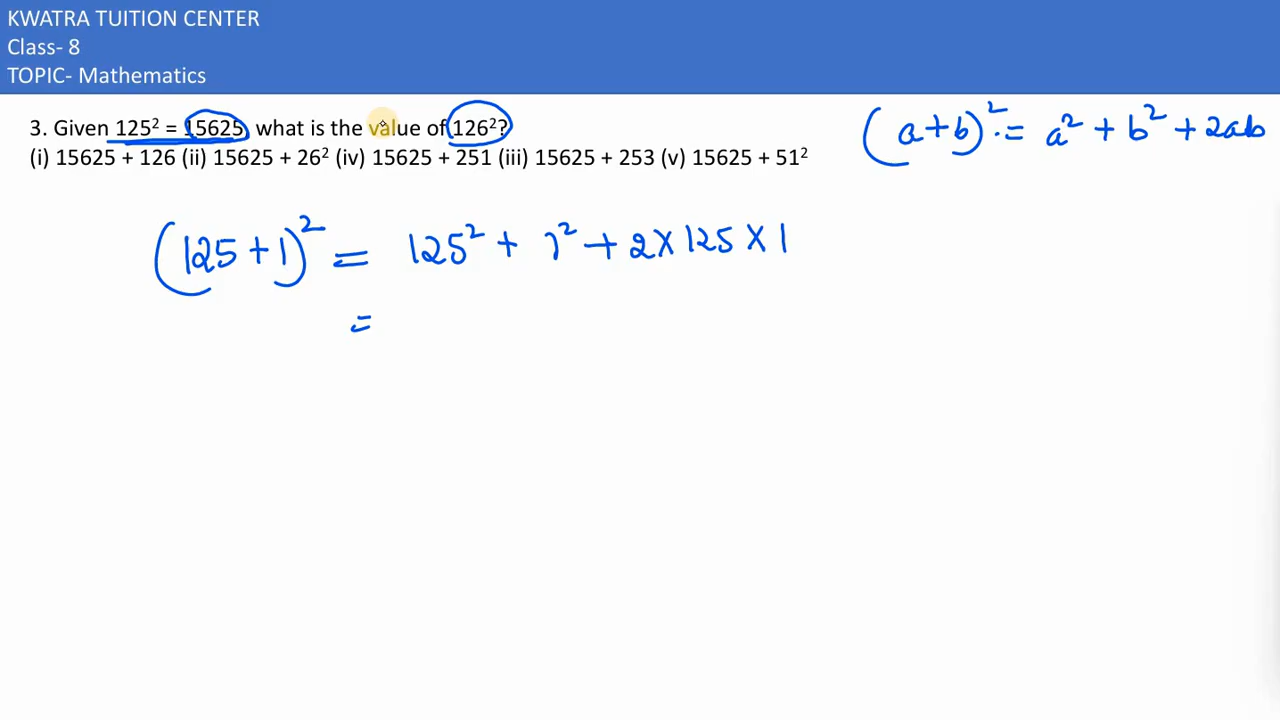 KWATRA TUITION CENTER
Class- 8
TOPIC- Mathematics
3. Given 125² = 15625, what is the value of 126²?
(i) 15625 + 126 (ii) 15625 + 26² (iv) 15625 + 251 (iii) 15625 + 253 (v) 15625 + 51²
(a+b)² = a² + b² + 2ab
(125+1)² = 125² + 1² + 2×125×1
=